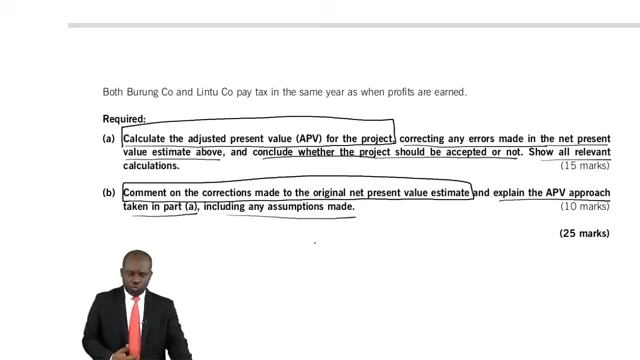 Both Burung Co and Lintu Co pay tax in the same year as when profits are earned.
Required:
(a) Calculate the adjusted present value (APV) for the project, correcting any errors made in the net present
value estimate above, and conclude whether the project should be accepted or not. Show all relevant
calculations. (15 marks)
(b) Comment on the corrections made to the original net present value estimate and explain the APV approach
taken in part (a), including any assumptions made. (10 marks)
(25 marks)